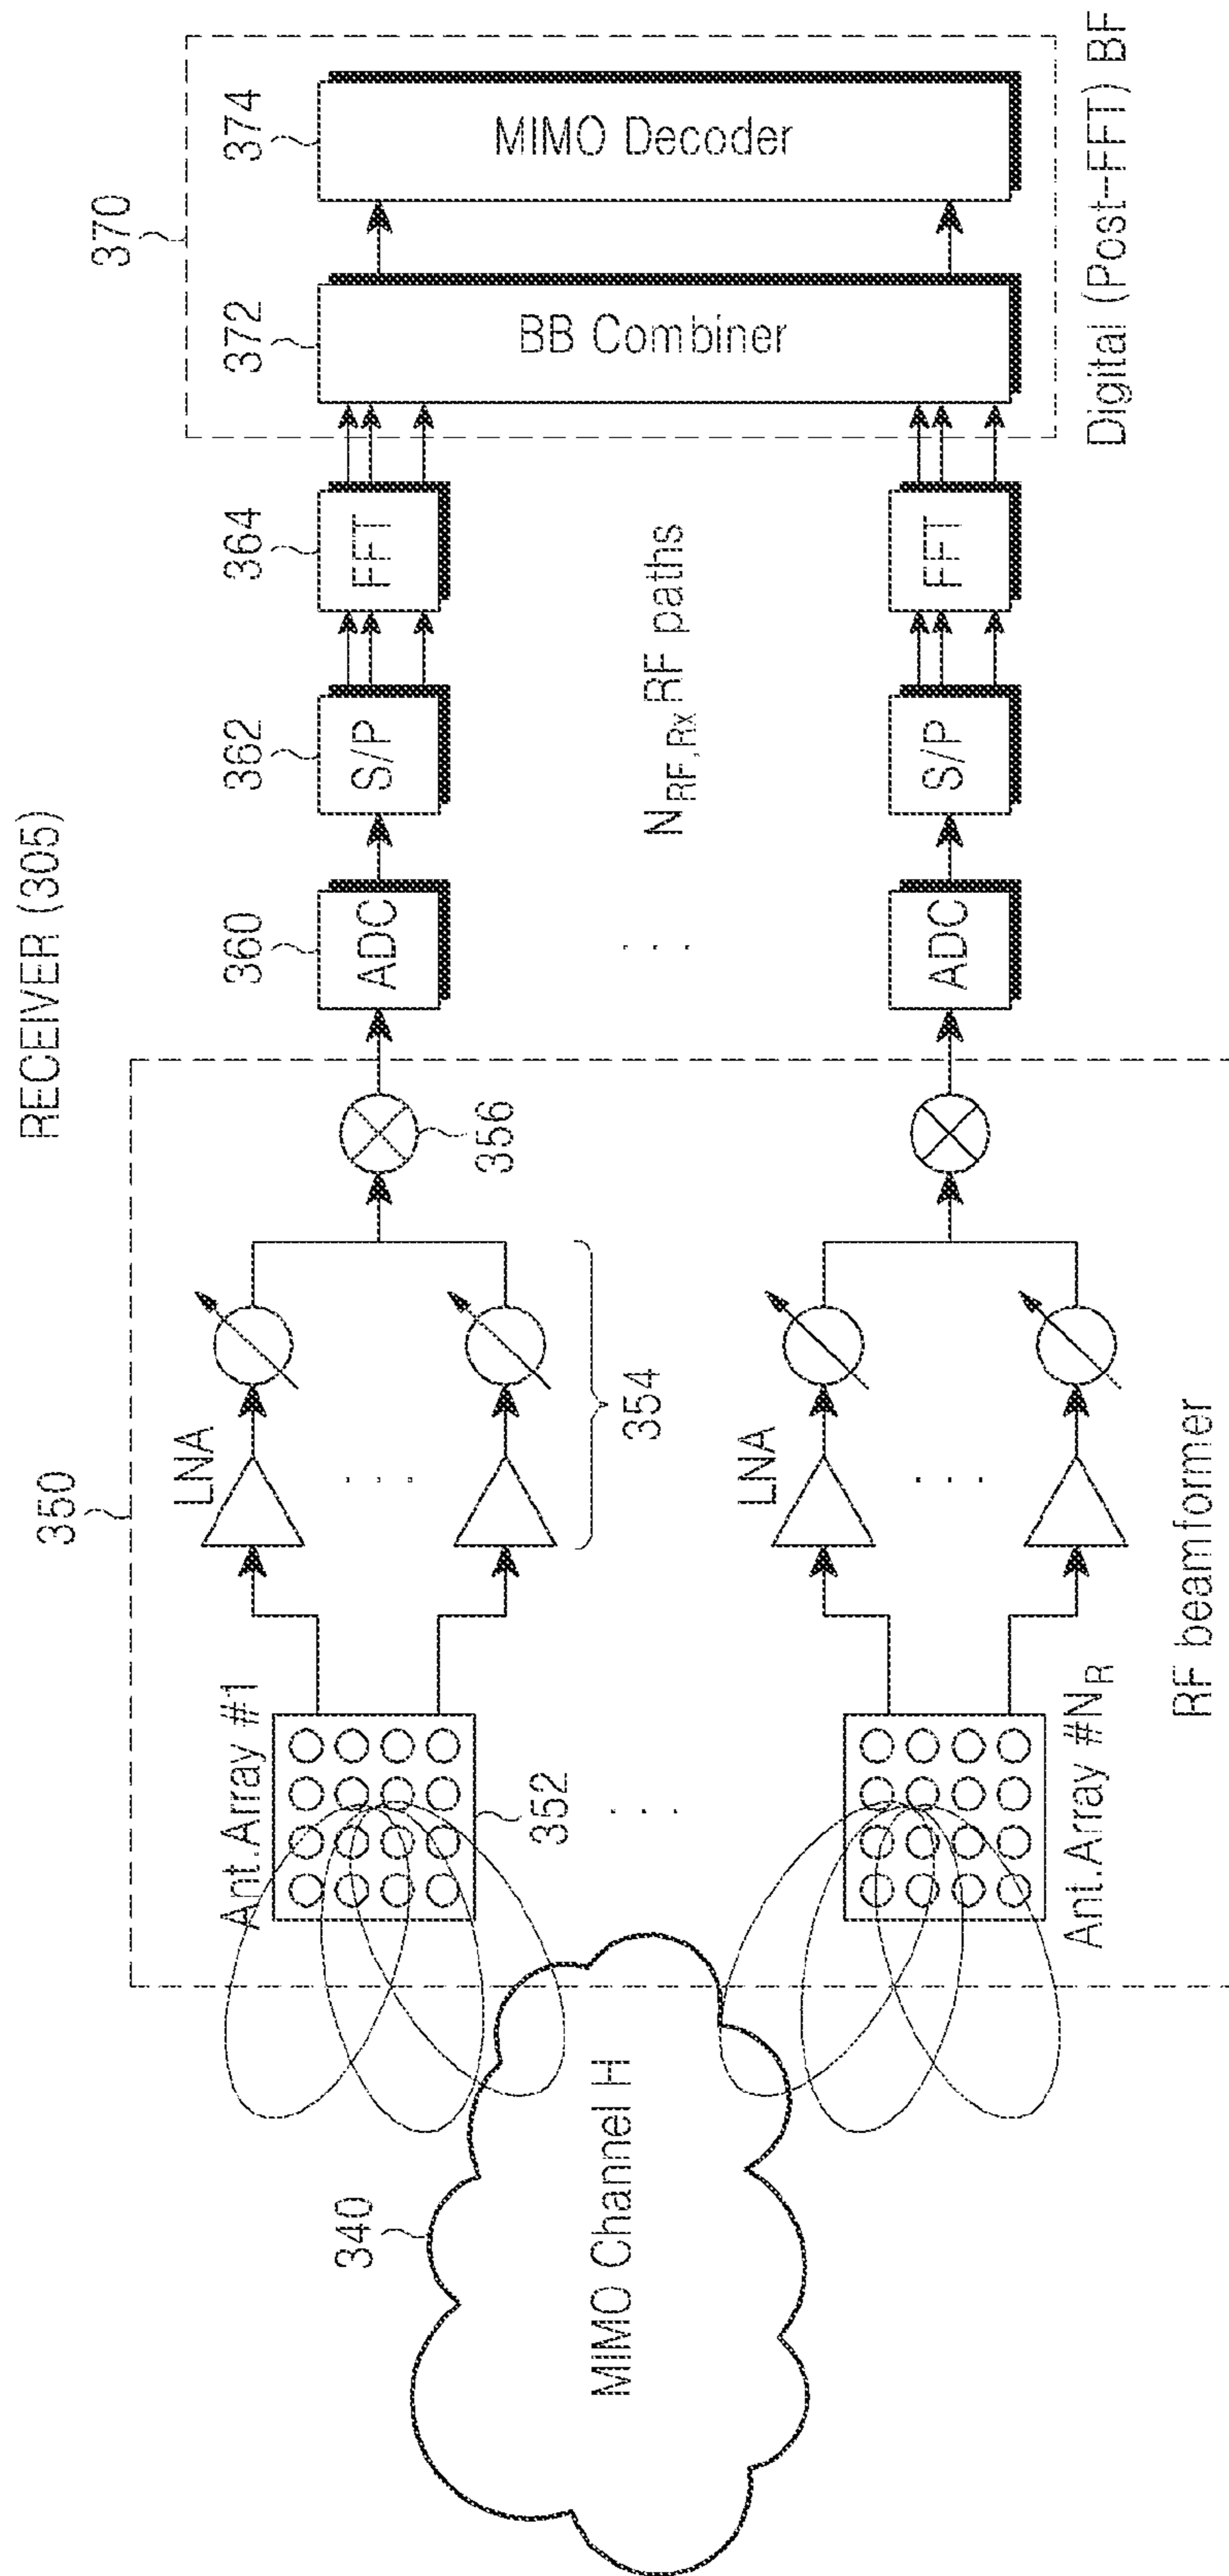 RECEIVER (305)
350
370
360
362
364
372
374
340
Ant.Array #1
LNA
ADC
S/P
FFT
BB Combiner
MIMO Decoder
352
. . .
354
356
MIMO Channel H
. . .
. . .
N_RF,Rx RF paths
LNA
. . .
ADC
S/P
FFT
Ant.Array #N_R
RF beamformer
Digital (Post-FFT) BF